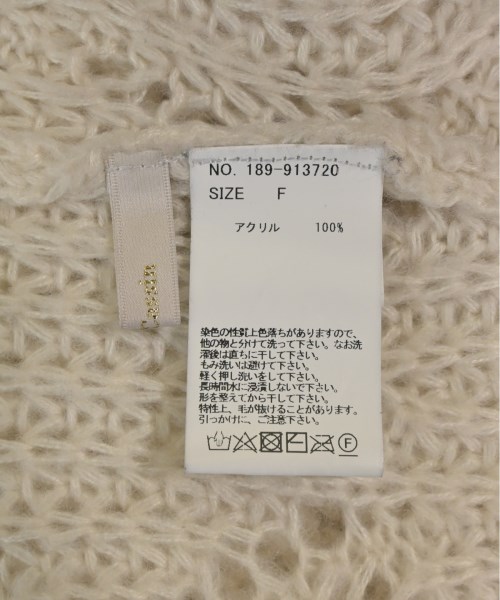 NO. 189-913720
SIZE F
アクリル 100%
染色の性質上色落ちがありますので、
他の物と分けて洗って下さい。なお洗
濯後は直ちに干して下さい。
もみ洗いは避けて下さい。
軽く押し洗いをして下さい。
長時間水に浸漬しないで下さい。
形を整えてから干して下さい。
特性上、毛が抜けることがあります。
引っかけに、ご注意下さい。
F